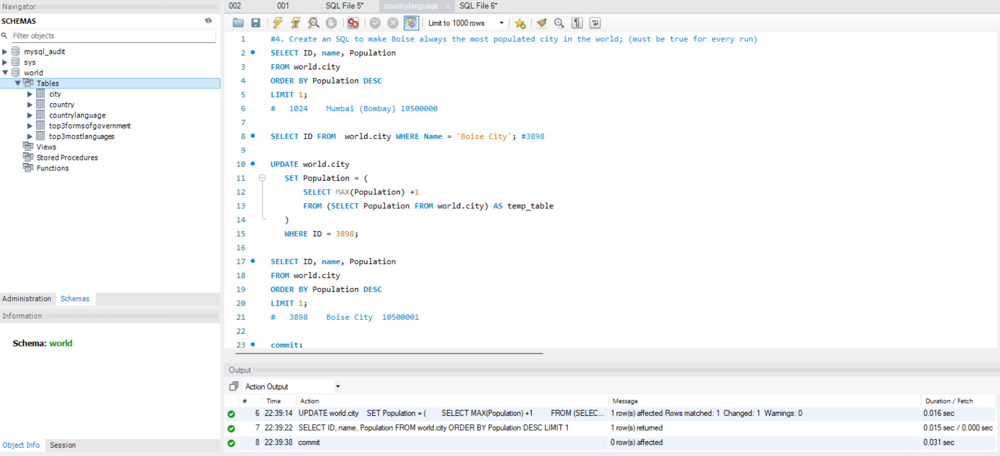 Navigator
SCHEMAS
Filter objects
mysql_audit
sys
world
Tables
city
country
countrylanguage
top3formsofgovernment
top3mostlanguages
Views
Stored Procedures
Functions
Administration Schemas
Information
Schema: world
Object Info Session
002 001 SQL File 5* countrylanguage SQL File 6*
Limit to 1000 rows
1 #4. Create an SQL to make Boise always the most populated city in the world; (must be true for every run)
2 SELECT ID, name, Population
3 FROM world.city
4 ORDER BY Population DESC
5 LIMIT 1;
6 # 1024 Mumbai (Bombay) 10500000
7
8 SELECT ID FROM world.city WHERE Name = 'Boise City'; #3898
9
10 UPDATE world.city
11 SET Population = (
12 SELECT MAX(Population) +1
13 FROM (SELECT Population FROM world.city) AS temp_table
14 )
15 WHERE ID = 3898;
16
17 SELECT ID, name, Population
18 FROM world.city
19 ORDER BY Population DESC
20 LIMIT 1;
21 # 3898 Boise City 10500001
22
23 commit;
Output
Action Output
# Time Action Message Duration / Fetch
6 22:39:14 UPDATE world.city SET Population = ( SELECT MAX(Population) +1 FROM (SELEC... 1 row(s) affected Rows matched: 1 Changed: 1 Warnings: 0 0.016 sec
7 22:39:22 SELECT ID, name, Population FROM world.city ORDER BY Population DESC LIMIT 1 1 row(s) returned 0.015 sec / 0.000 sec
8 22:39:38 commit 0 row(s) affected 0.031 sec